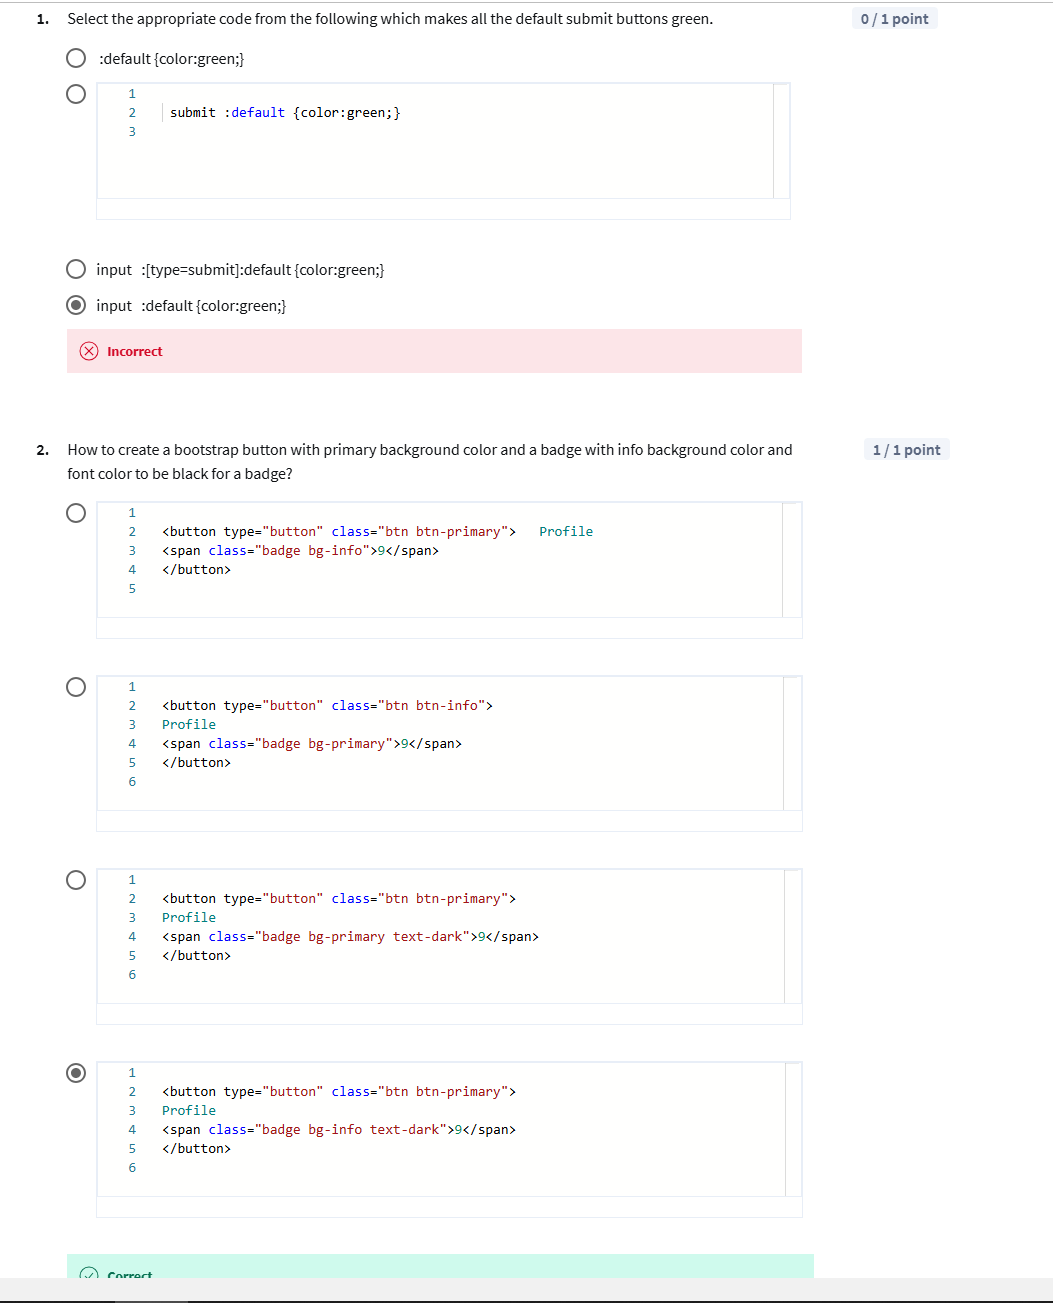 1. Select the appropriate code from the following which makes all the default submit buttons green.
0 / 1 point
:default {color:green;}
1
2 submit :default {color:green;}
3
input :[type=submit]:default {color:green;}
input :default {color:green;}
Incorrect
2. How to create a bootstrap button with primary background color and a badge with info background color and
font color to be black for a badge?
1 / 1 point
1
2 <button type="button" class="btn btn-primary"> Profile
3 <span class="badge bg-info">9</span>
4 </button>
5
1
2 <button type="button" class="btn btn-info">
3 Profile
4 <span class="badge bg-primary">9</span>
5 </button>
6
1
2 <button type="button" class="btn btn-primary">
3 Profile
4 <span class="badge bg-primary text-dark">9</span>
5 </button>
6
1
2 <button type="button" class="btn btn-primary">
3 Profile
4 <span class="badge bg-info text-dark">9</span>
5 </button>
6
Correct